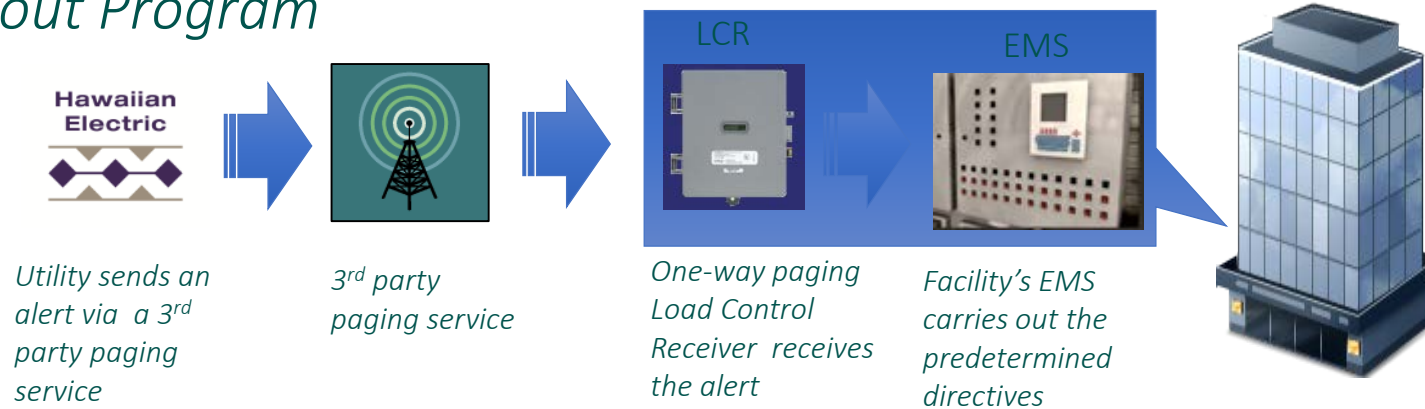 out Program
Hawaiian
Electric
LCR
EMS
Utility sends an
alert via a 3rd
party paging
service
3rd party
paging service
One-way paging
Load Control
Receiver receives
the alert
Facility's EMS
carries out the
predetermined
directives